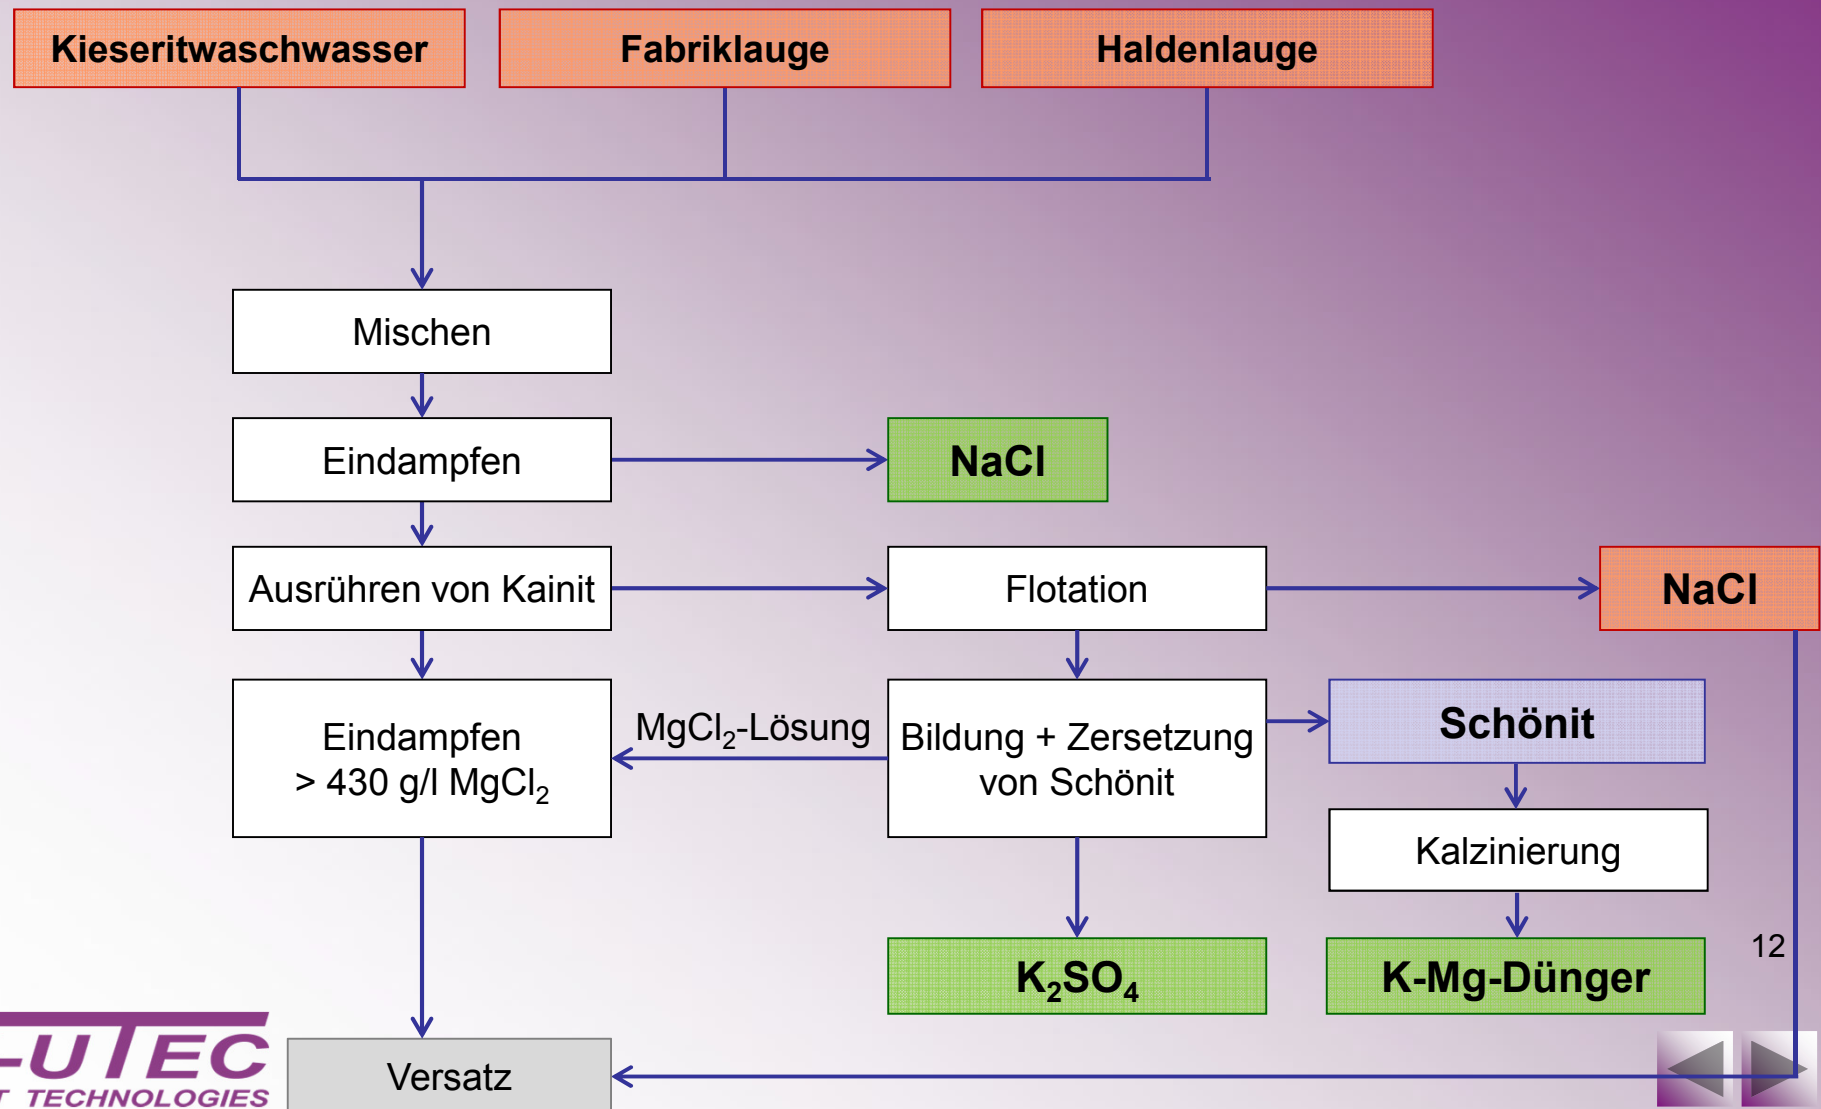 Kieseritwaschwasser
Fabriklauge
Haldenlauge
Mischen
Eindampfen
NaCl
Ausrühren von Kainit
Flotation
NaCl
Eindampfen
> 430 g/l MgCl₂
MgCl₂-Lösung
Bildung + Zersetzung
von Schönit
Schönit
Kalzinierung
K₂SO₄
K-Mg-Dünger
12
Versatz
-UTEC
T TECHNOLOGIES